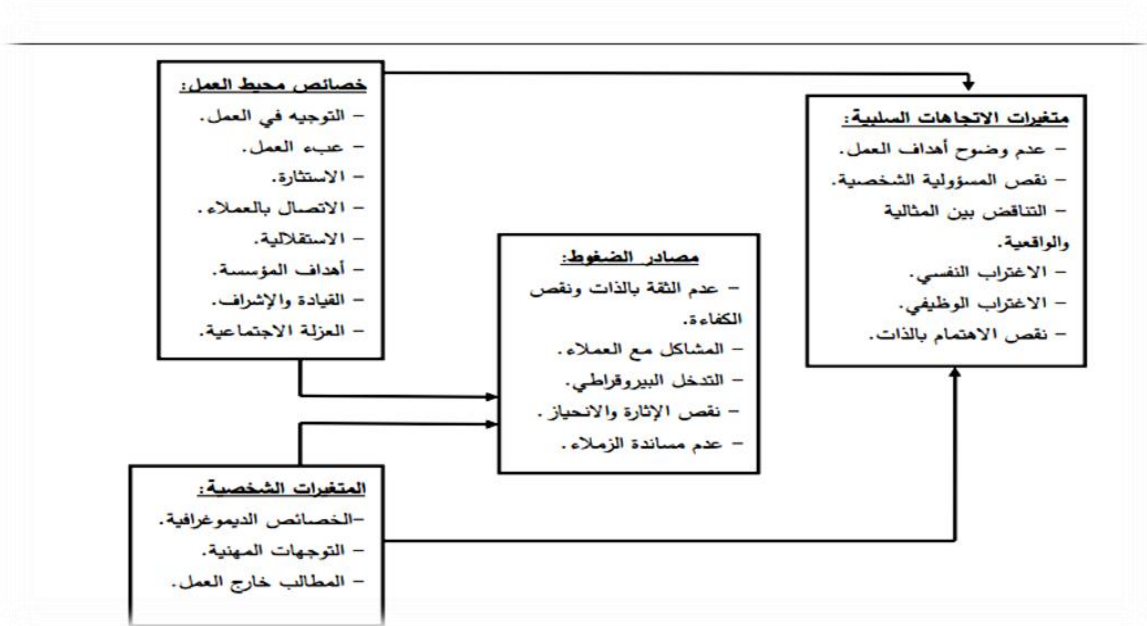 خصائص محيط العمل:
– التوجيه في العمل.
– عبء العمل.
– الاستثارة.
– الاتصال بالعملاء.
– الاستقلالية.
– أهداف المؤسسة.
– القيادة والإشراف.
– العزلة الاجتماعية.
متغيرات الاتجاهات السلبية:
– عدم وضوح أهداف العمل.
– نقص المسؤولية الشخصية.
– التناقض بين المثالية
والواقعية.
– الاغتراب النفسي.
– الاغتراب الوظيفي.
– نقص الاهتمام بالذات.
مصادر الضغوط:
– عدم الثقة بالذات ونقص
الكفاءة.
– المشاكل مع العملاء.
– التدخل البيروقراطي.
– نقص الإثارة والانحياز.
– عدم مساندة الزملاء.
المتغيرات الشخصية:
–الخصائص الديموغرافية.
– التوجهات المهنية.
– المطالب خارج العمل.